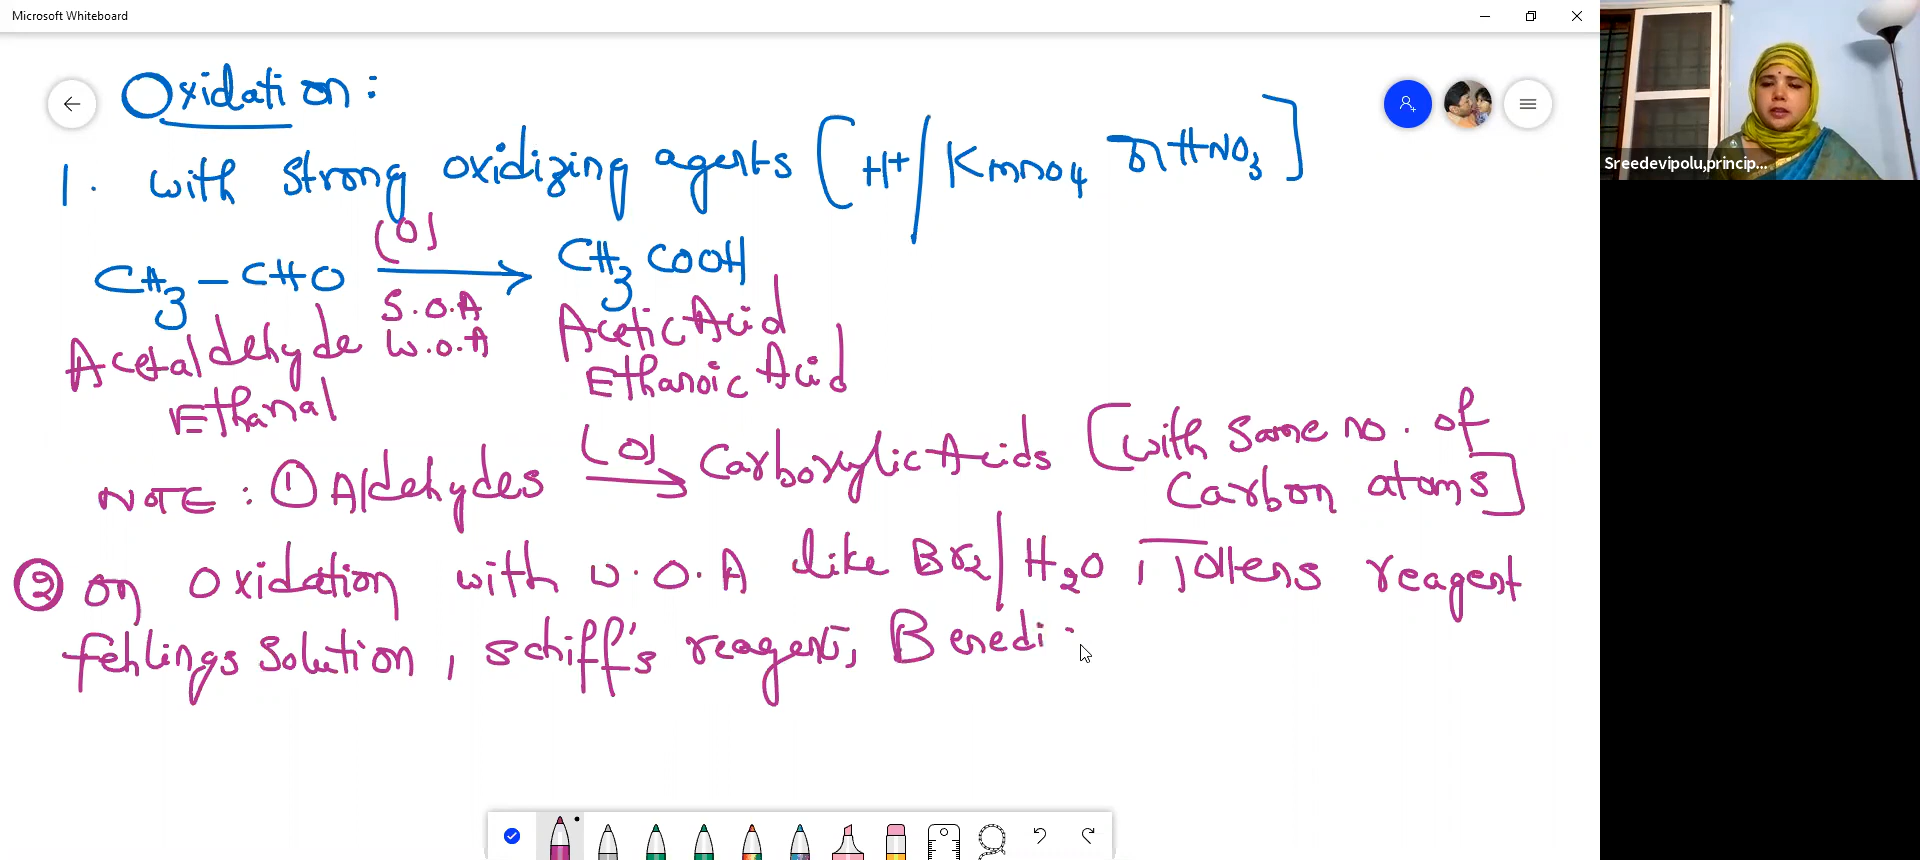 Microsoft Whiteboard
Oxidation:
1. with strong oxidizing agents [H+/KmnO4 or HNO3]
CH3-CHO (O) → CH3COOH
S.O.A
W.O.A
Acetaldehyde
Ethanal
Acetic Acid
Ethanoic Acid
NOTE: ① Aldehydes (O) → Carboxylic Acids [with same no. of
Carbon atoms]
② on oxidation with W.O.A like Br2/H2O, Tollens reagent
fehlings solution, schiff's reagent, Benedi
Sreedevipolu,princip...